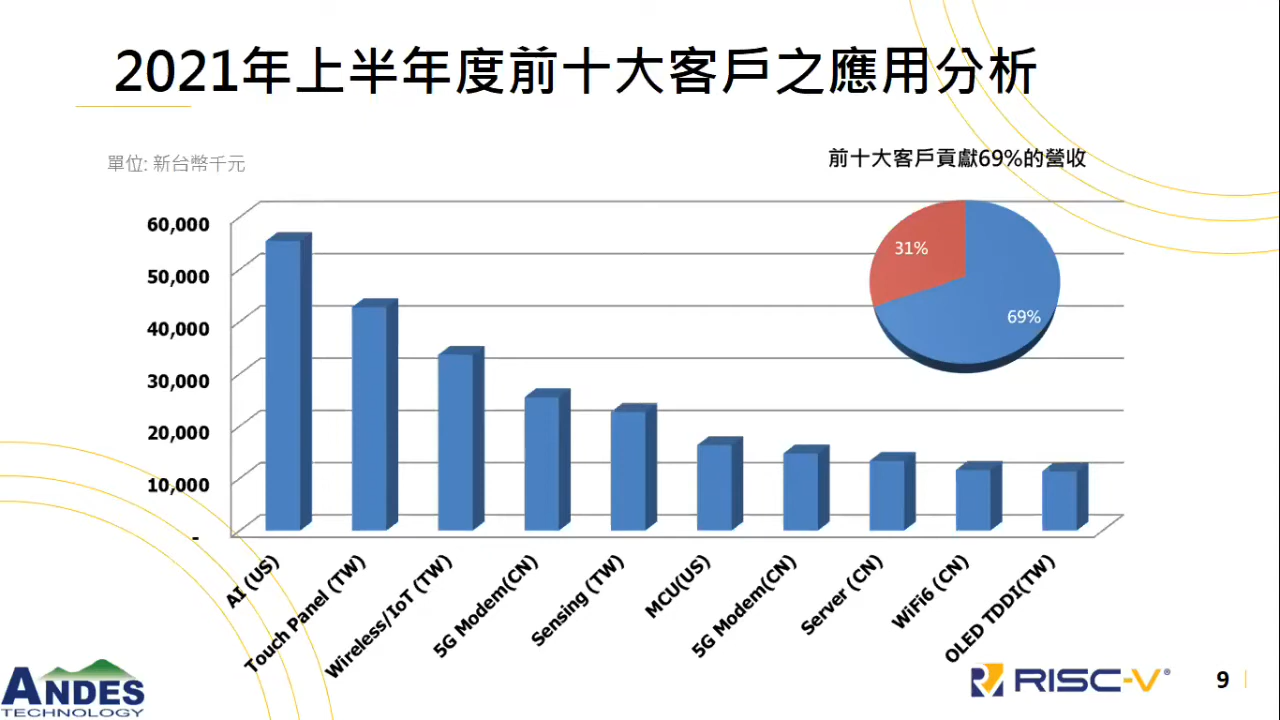 2021年上半年度前十大客戶之應用分析
單位: 新台幣千元
前十大客戶貢獻69%的營收
60,000
50,000
40,000
30,000
20,000
10,000
-
31%
69%
AI (US)
Touch Panel (TW)
Wireless/IoT (TW)
5G Modem(CN)
Sensing (TW)
MCU(US)
5G Modem(CN)
Server (CN)
WiFi6 (CN)
OLED TDDI(TW)
ANDES
TECHNOLOGY
RISC-V®
9